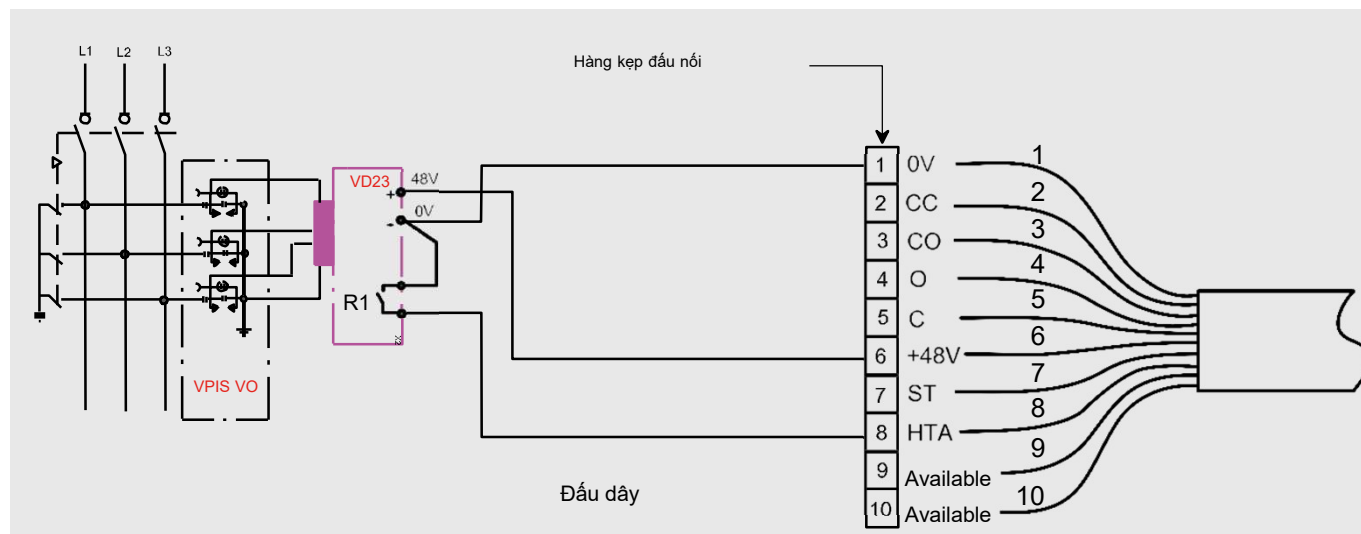 L1 L2 L3
Hàng kẹp đấu nối
VD23
48V
+
0V
-
R1
VPIS VO
1 0V 1
2 CC 2
3 CO 3
4 O 4
5 C 5
6 +48V 6
7 ST 7
8 HTA 8
9 Available 9
10 Available 10
Đấu dây